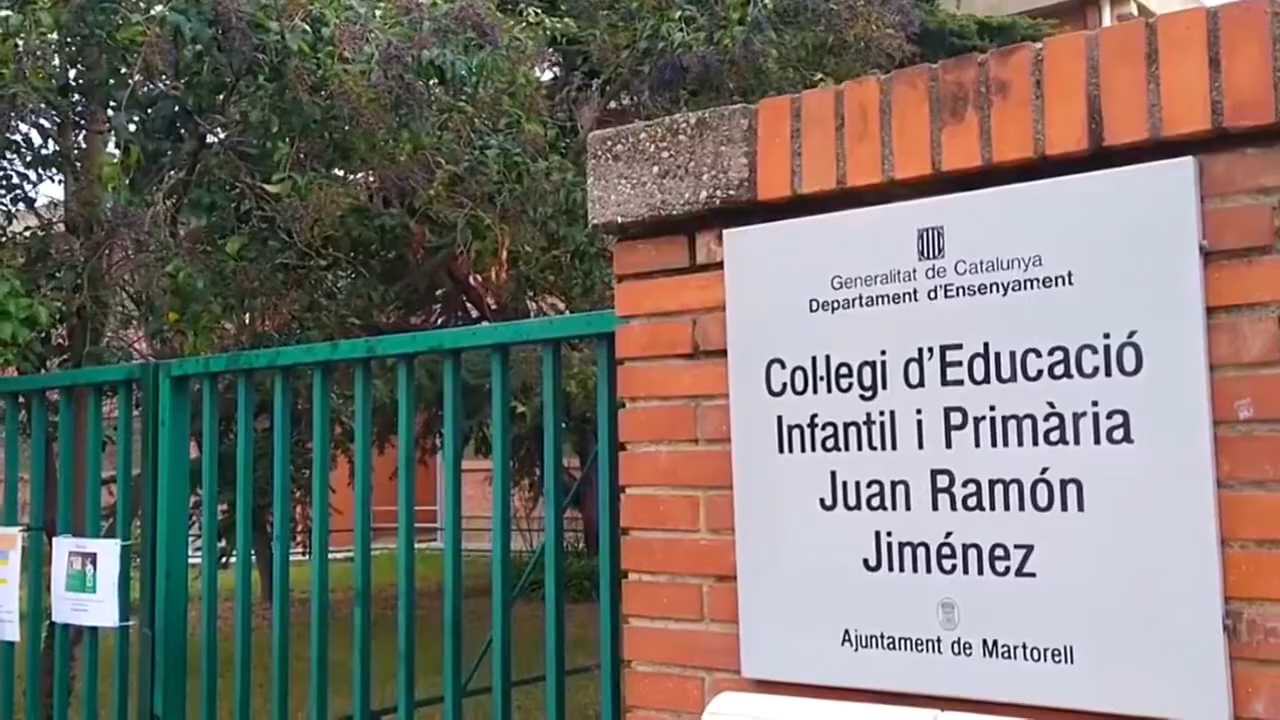 Generalitat de Catalunya
Departament d'Ensenyament
Col·legi d'Educació
Infantil i Primària
Juan Ramón
Jiménez
Ajuntament de Martorell